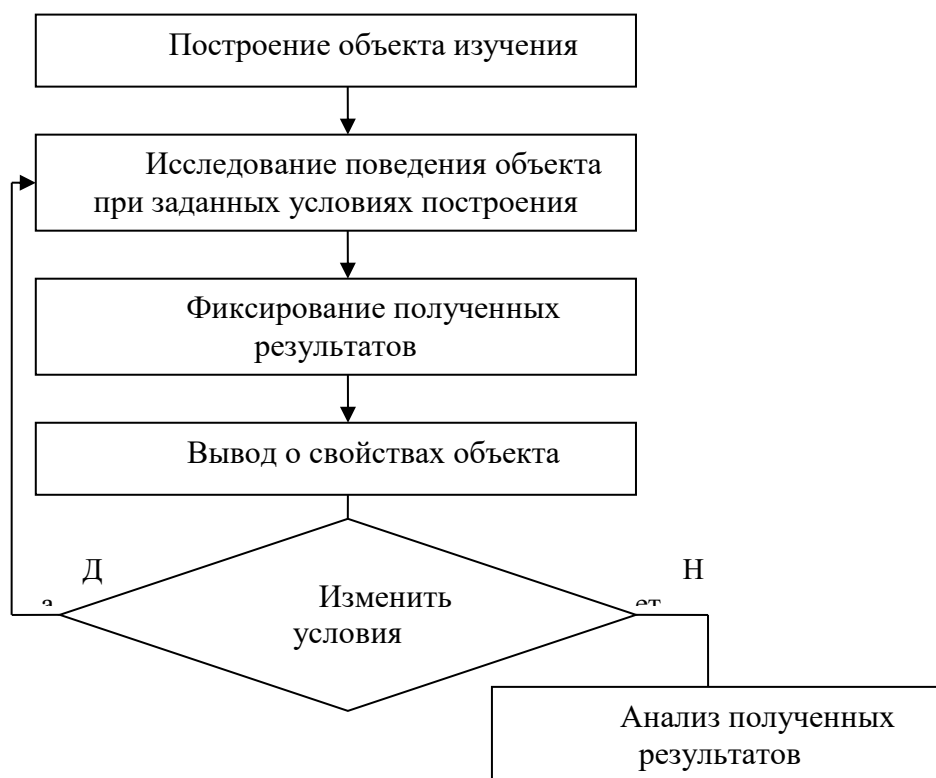 Построение объекта изучения
Исследование поведения объекта
при заданных условиях построения
Фиксирование полученных
результатов
Вывод о свойствах объекта
Д
а
Н
ет
Изменить
условия
Анализ полученных
результатов